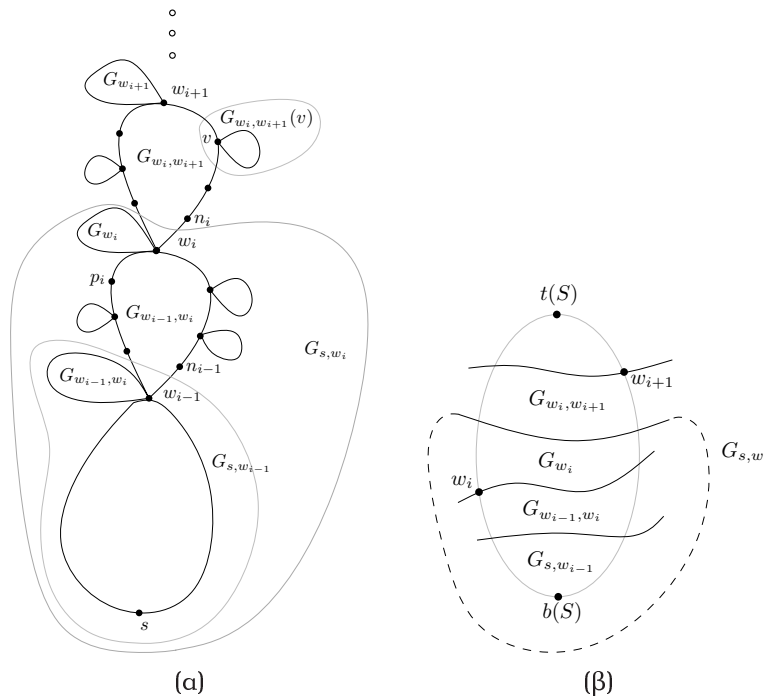 G_{w_{i+1}} w_{i+1}
G_{w_i,w_{i+1}}(v)
v
G_{w_i,w_{i+1}}
n_i
G_{w_i} w_i
p_i
G_{w_{i-1},w_i}
G_{s,w_i}
n_{i-1}
G_{w_{i-1},w_i} w_{i-1}
G_{s,w_{i-1}}
s
(α)
t(S)
w_{i+1}
G_{w_i,w_{i+1}}
G_{w_i} G_{s,w}
w_i
G_{w_{i-1},w_i}
G_{s,w_{i-1}}
b(S)
(β)